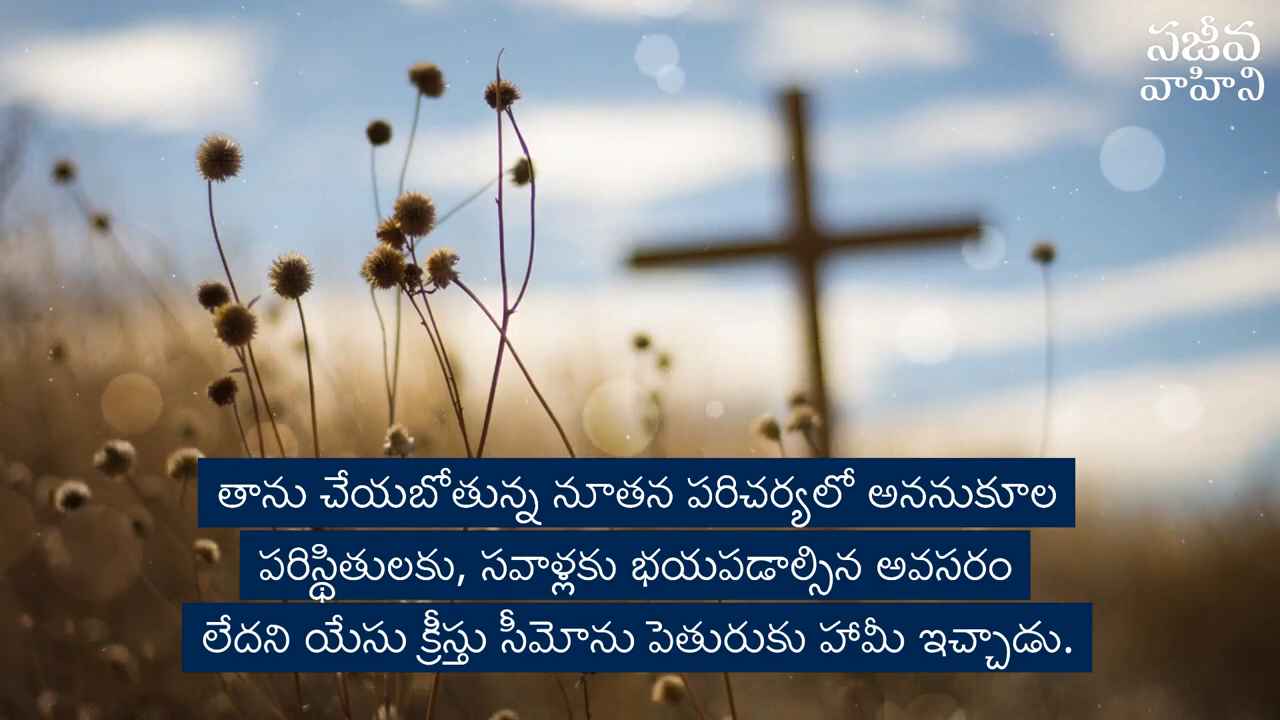 సజీవ
వాహిని
తాను చేయబోతున్న నూతన పరిచర్యలో అననుకూల
పరిస్థితులకు, సవాళ్లకు భయపడాల్సిన అవసరం
లేదని యేసు క్రీస్తు సీమోను పెతురుకు హామీ ఇచ్చాడు.